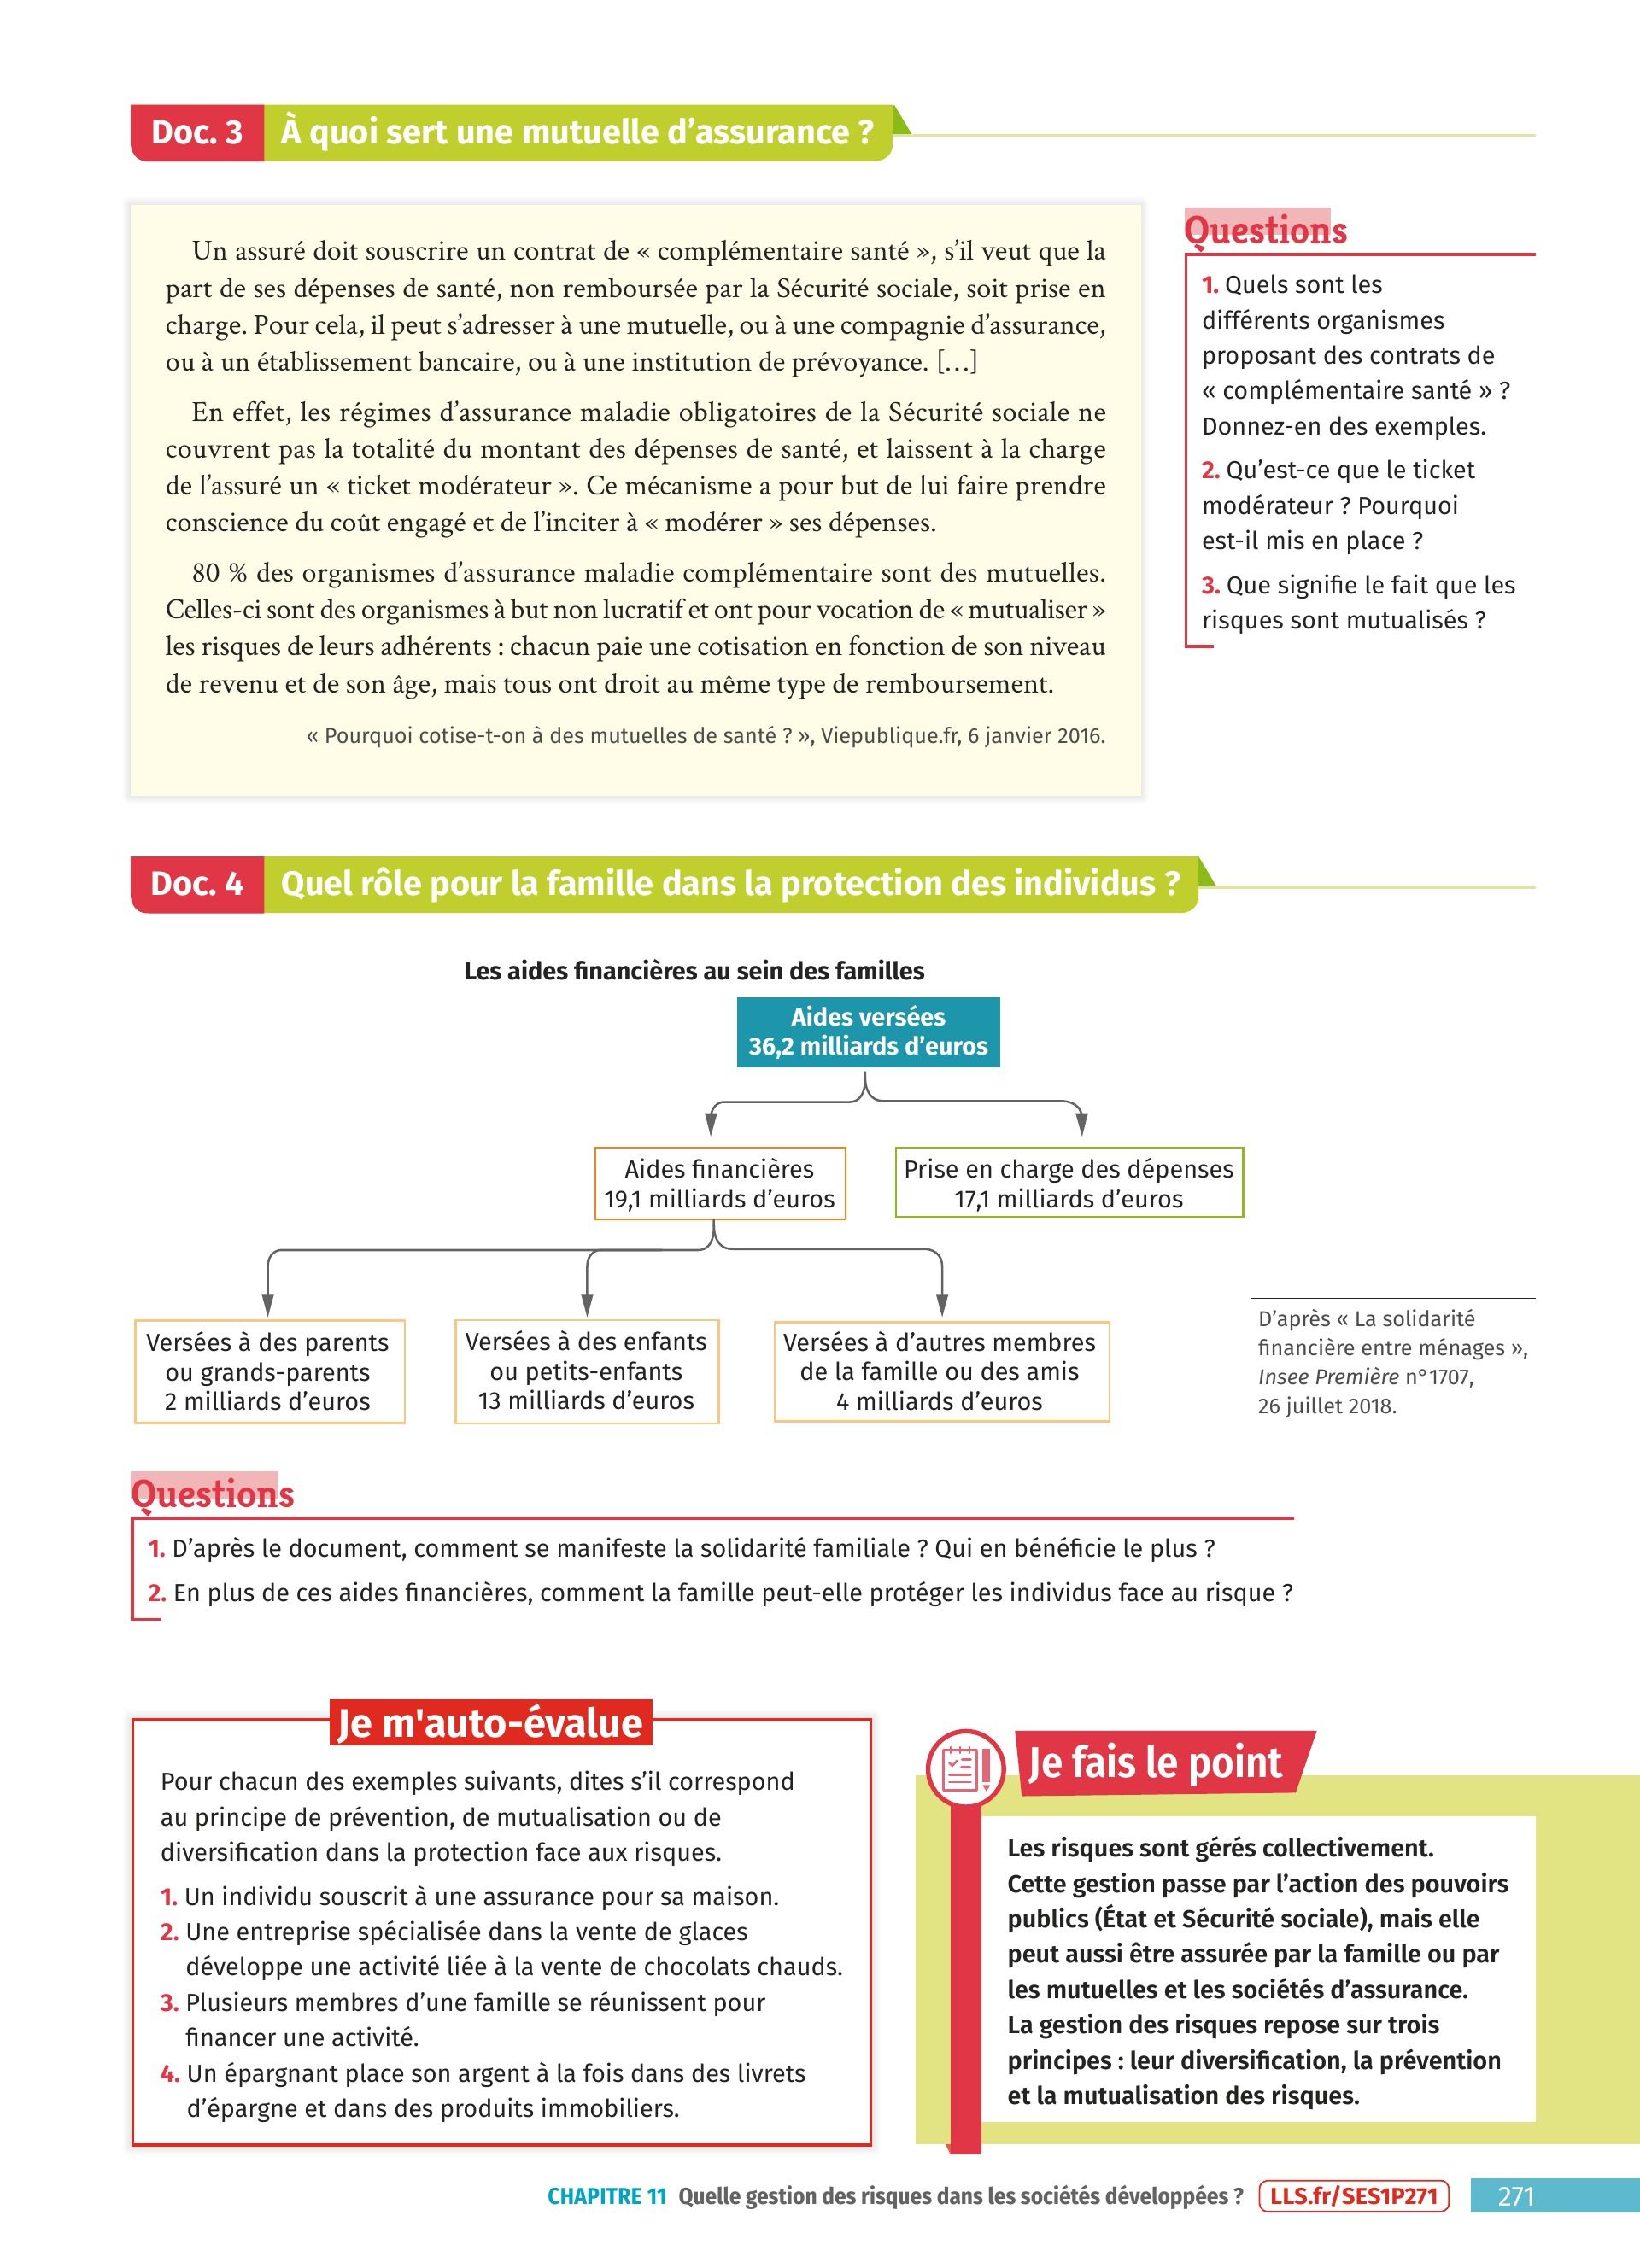 Doc. 3 À quoi sert une mutuelle d’assurance ?
Un assuré doit souscrire un contrat de « complémentaire santé », s’il veut que la
part de ses dépenses de santé, non remboursée par la Sécurité sociale, soit prise en
charge. Pour cela, il peut s’adresser à une mutuelle, ou à une compagnie d’assurance,
ou à un établissement bancaire, ou à une institution de prévoyance. […]
En effet, les régimes d’assurance maladie obligatoires de la Sécurité sociale ne
couvrent pas la totalité du montant des dépenses de santé, et laissent à la charge
de l’assuré un « ticket modérateur ». Ce mécanisme a pour but de lui faire prendre
conscience du coût engagé et de l’inciter à « modérer » ses dépenses.
80 % des organismes d’assurance maladie complémentaire sont des mutuelles.
Celles-ci sont des organismes à but non lucratif et ont pour vocation de « mutualiser »
les risques de leurs adhérents : chacun paie une cotisation en fonction de son niveau
de revenu et de son âge, mais tous ont droit au même type de remboursement.
« Pourquoi cotise-t-on à des mutuelles de santé ? », Viepublique.fr, 6 janvier 2016.
Questions
1. Quels sont les
différents organismes
proposant des contrats de
« complémentaire santé » ?
Donnez-en des exemples.
2. Qu’est-ce que le ticket
modérateur ? Pourquoi
est-il mis en place ?
3. Que signifie le fait que les
risques sont mutualisés ?
Doc. 4 Quel rôle pour la famille dans la protection des individus ?
Les aides financières au sein des familles
Aides versées
36,2 milliards d’euros
Aides financières
19,1 milliards d’euros
Prise en charge des dépenses
17,1 milliards d’euros
Versées à des parents
ou grands-parents
2 milliards d’euros
Versées à des enfants
ou petits-enfants
13 milliards d’euros
Versées à d’autres membres
de la famille ou des amis
4 milliards d’euros
D’après « La solidarité
financière entre ménages »,
Insee Première n°1707,
26 juillet 2018.
Questions
1. D’après le document, comment se manifeste la solidarité familiale ? Qui en bénéficie le plus ?
2. En plus de ces aides financières, comment la famille peut-elle protéger les individus face au risque ?
Je m'auto-évalue
Pour chacun des exemples suivants, dites s’il correspond
au principe de prévention, de mutualisation ou de
diversification dans la protection face aux risques.
1. Un individu souscrit à une assurance pour sa maison.
2. Une entreprise spécialisée dans la vente de glaces
développe une activité liée à la vente de chocolats chauds.
3. Plusieurs membres d’une famille se réunissent pour
financer une activité.
4. Un épargnant place son argent à la fois dans des livrets
d’épargne et dans des produits immobiliers.
Je fais le point
Les risques sont gérés collectivement.
Cette gestion passe par l’action des pouvoirs
publics (État et Sécurité sociale), mais elle
peut aussi être assurée par la famille ou par
les mutuelles et les sociétés d’assurance.
La gestion des risques repose sur trois
principes : leur diversification, la prévention
et la mutualisation des risques.
CHAPITRE 11 Quelle gestion des risques dans les sociétés développées ? LLS.fr/SES1P271 271